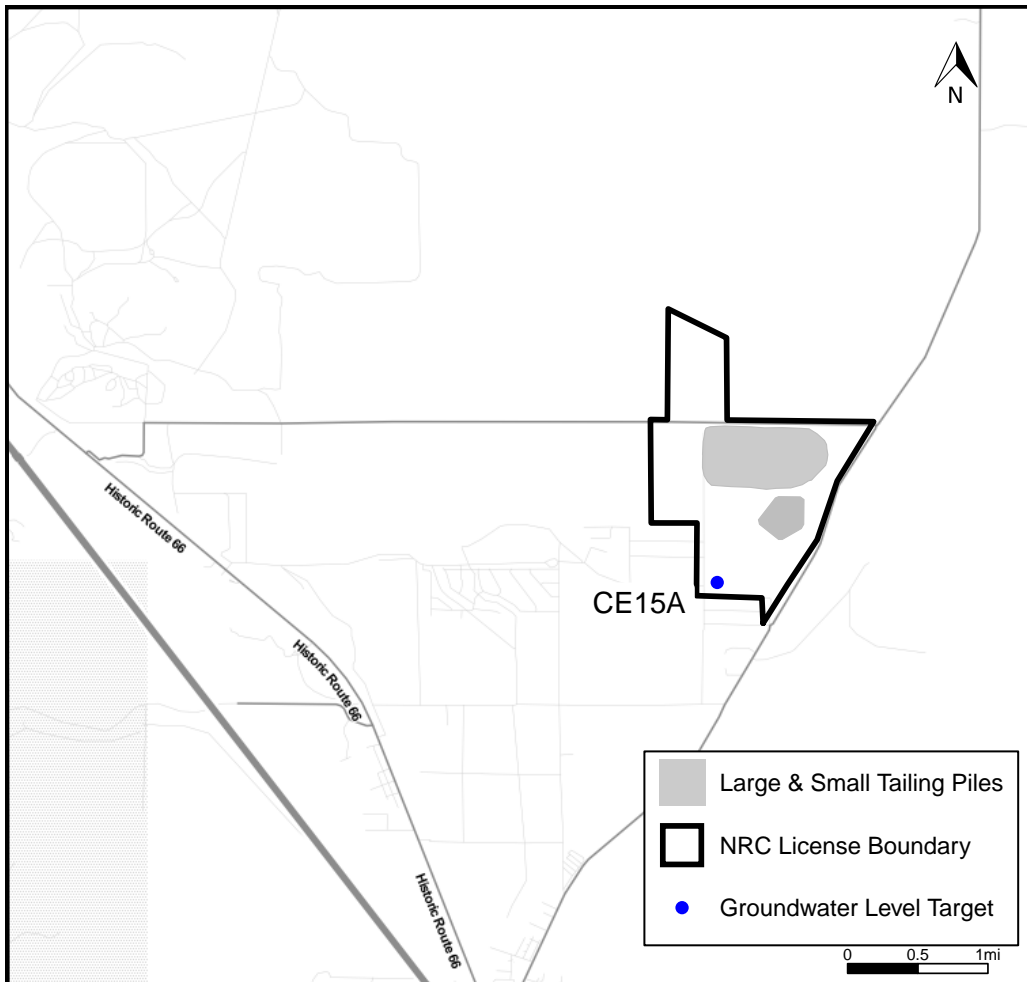 N
Historic Route 66
CE15A
Historic Route 66
Large & Small Tailing Piles
NRC License Boundary
Historic Route 66
Groundwater Level Target
0 0.5 1mi